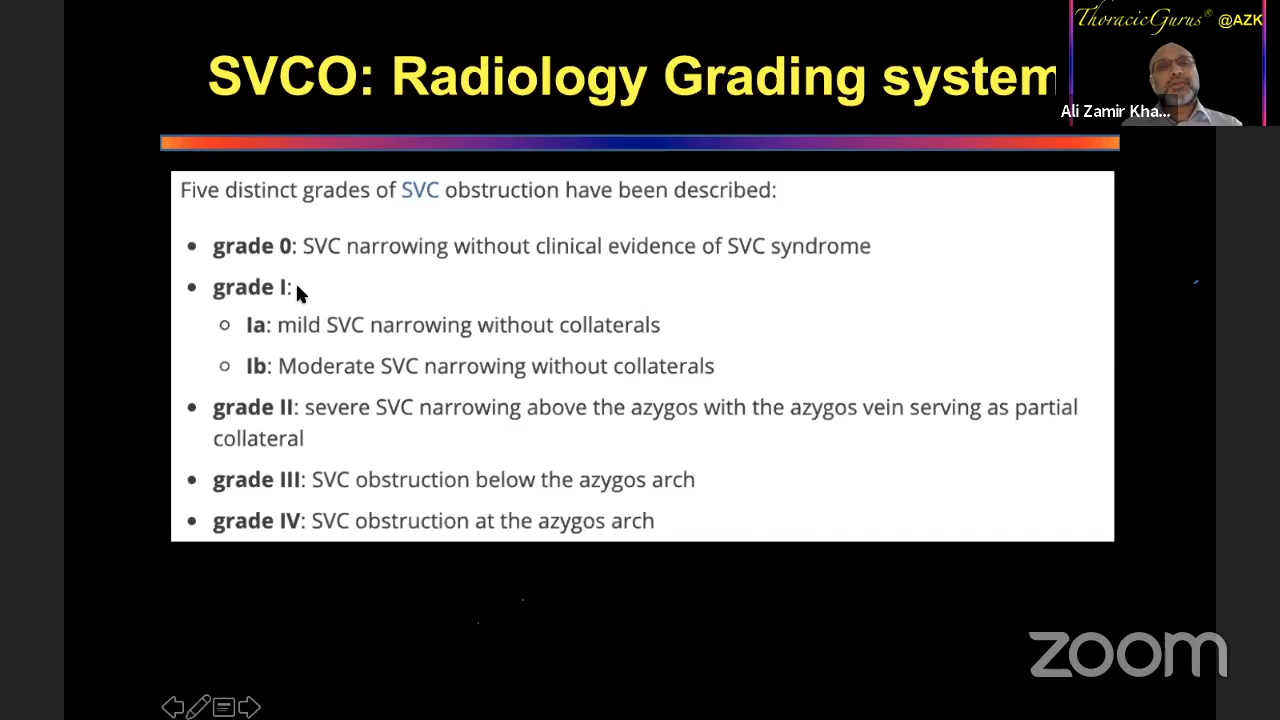 ThoracicGurus® @AZK
SVCO: Radiology Grading system
Ali Zamir Kha...
Five distinct grades of SVC obstruction have been described:
• grade 0: SVC narrowing without clinical evidence of SVC syndrome
• grade I:
○ Ia: mild SVC narrowing without collaterals
○ Ib: Moderate SVC narrowing without collaterals
• grade II: severe SVC narrowing above the azygos with the azygos vein serving as partial
collateral
• grade III: SVC obstruction below the azygos arch
• grade IV: SVC obstruction at the azygos arch
zoom